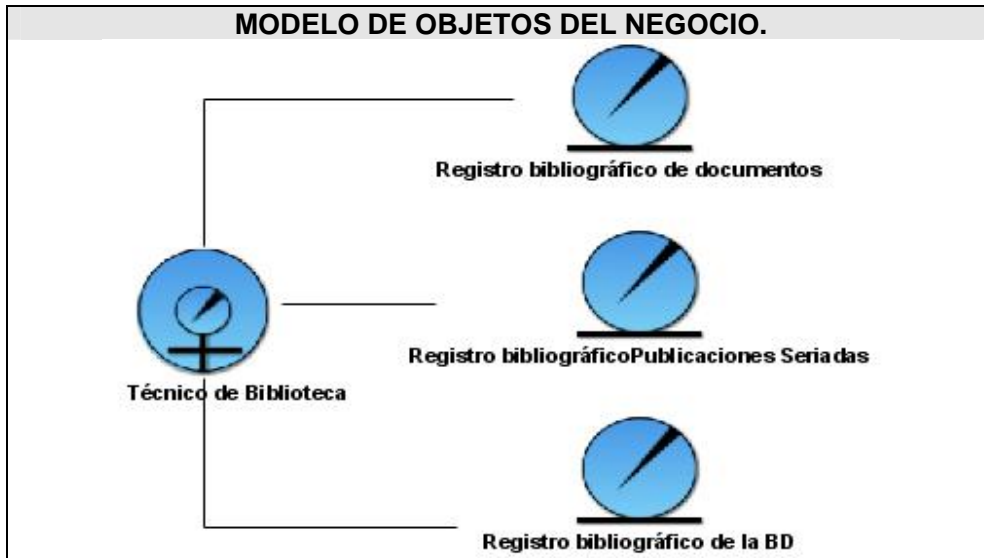 MODELO DE OBJETOS DEL NEGOCIO.
Registro bibliográfico de documentos
Registro bibliográficoPublicaciones Seriadas
Técnico de Biblioteca
Registro bibliográfico de la BD